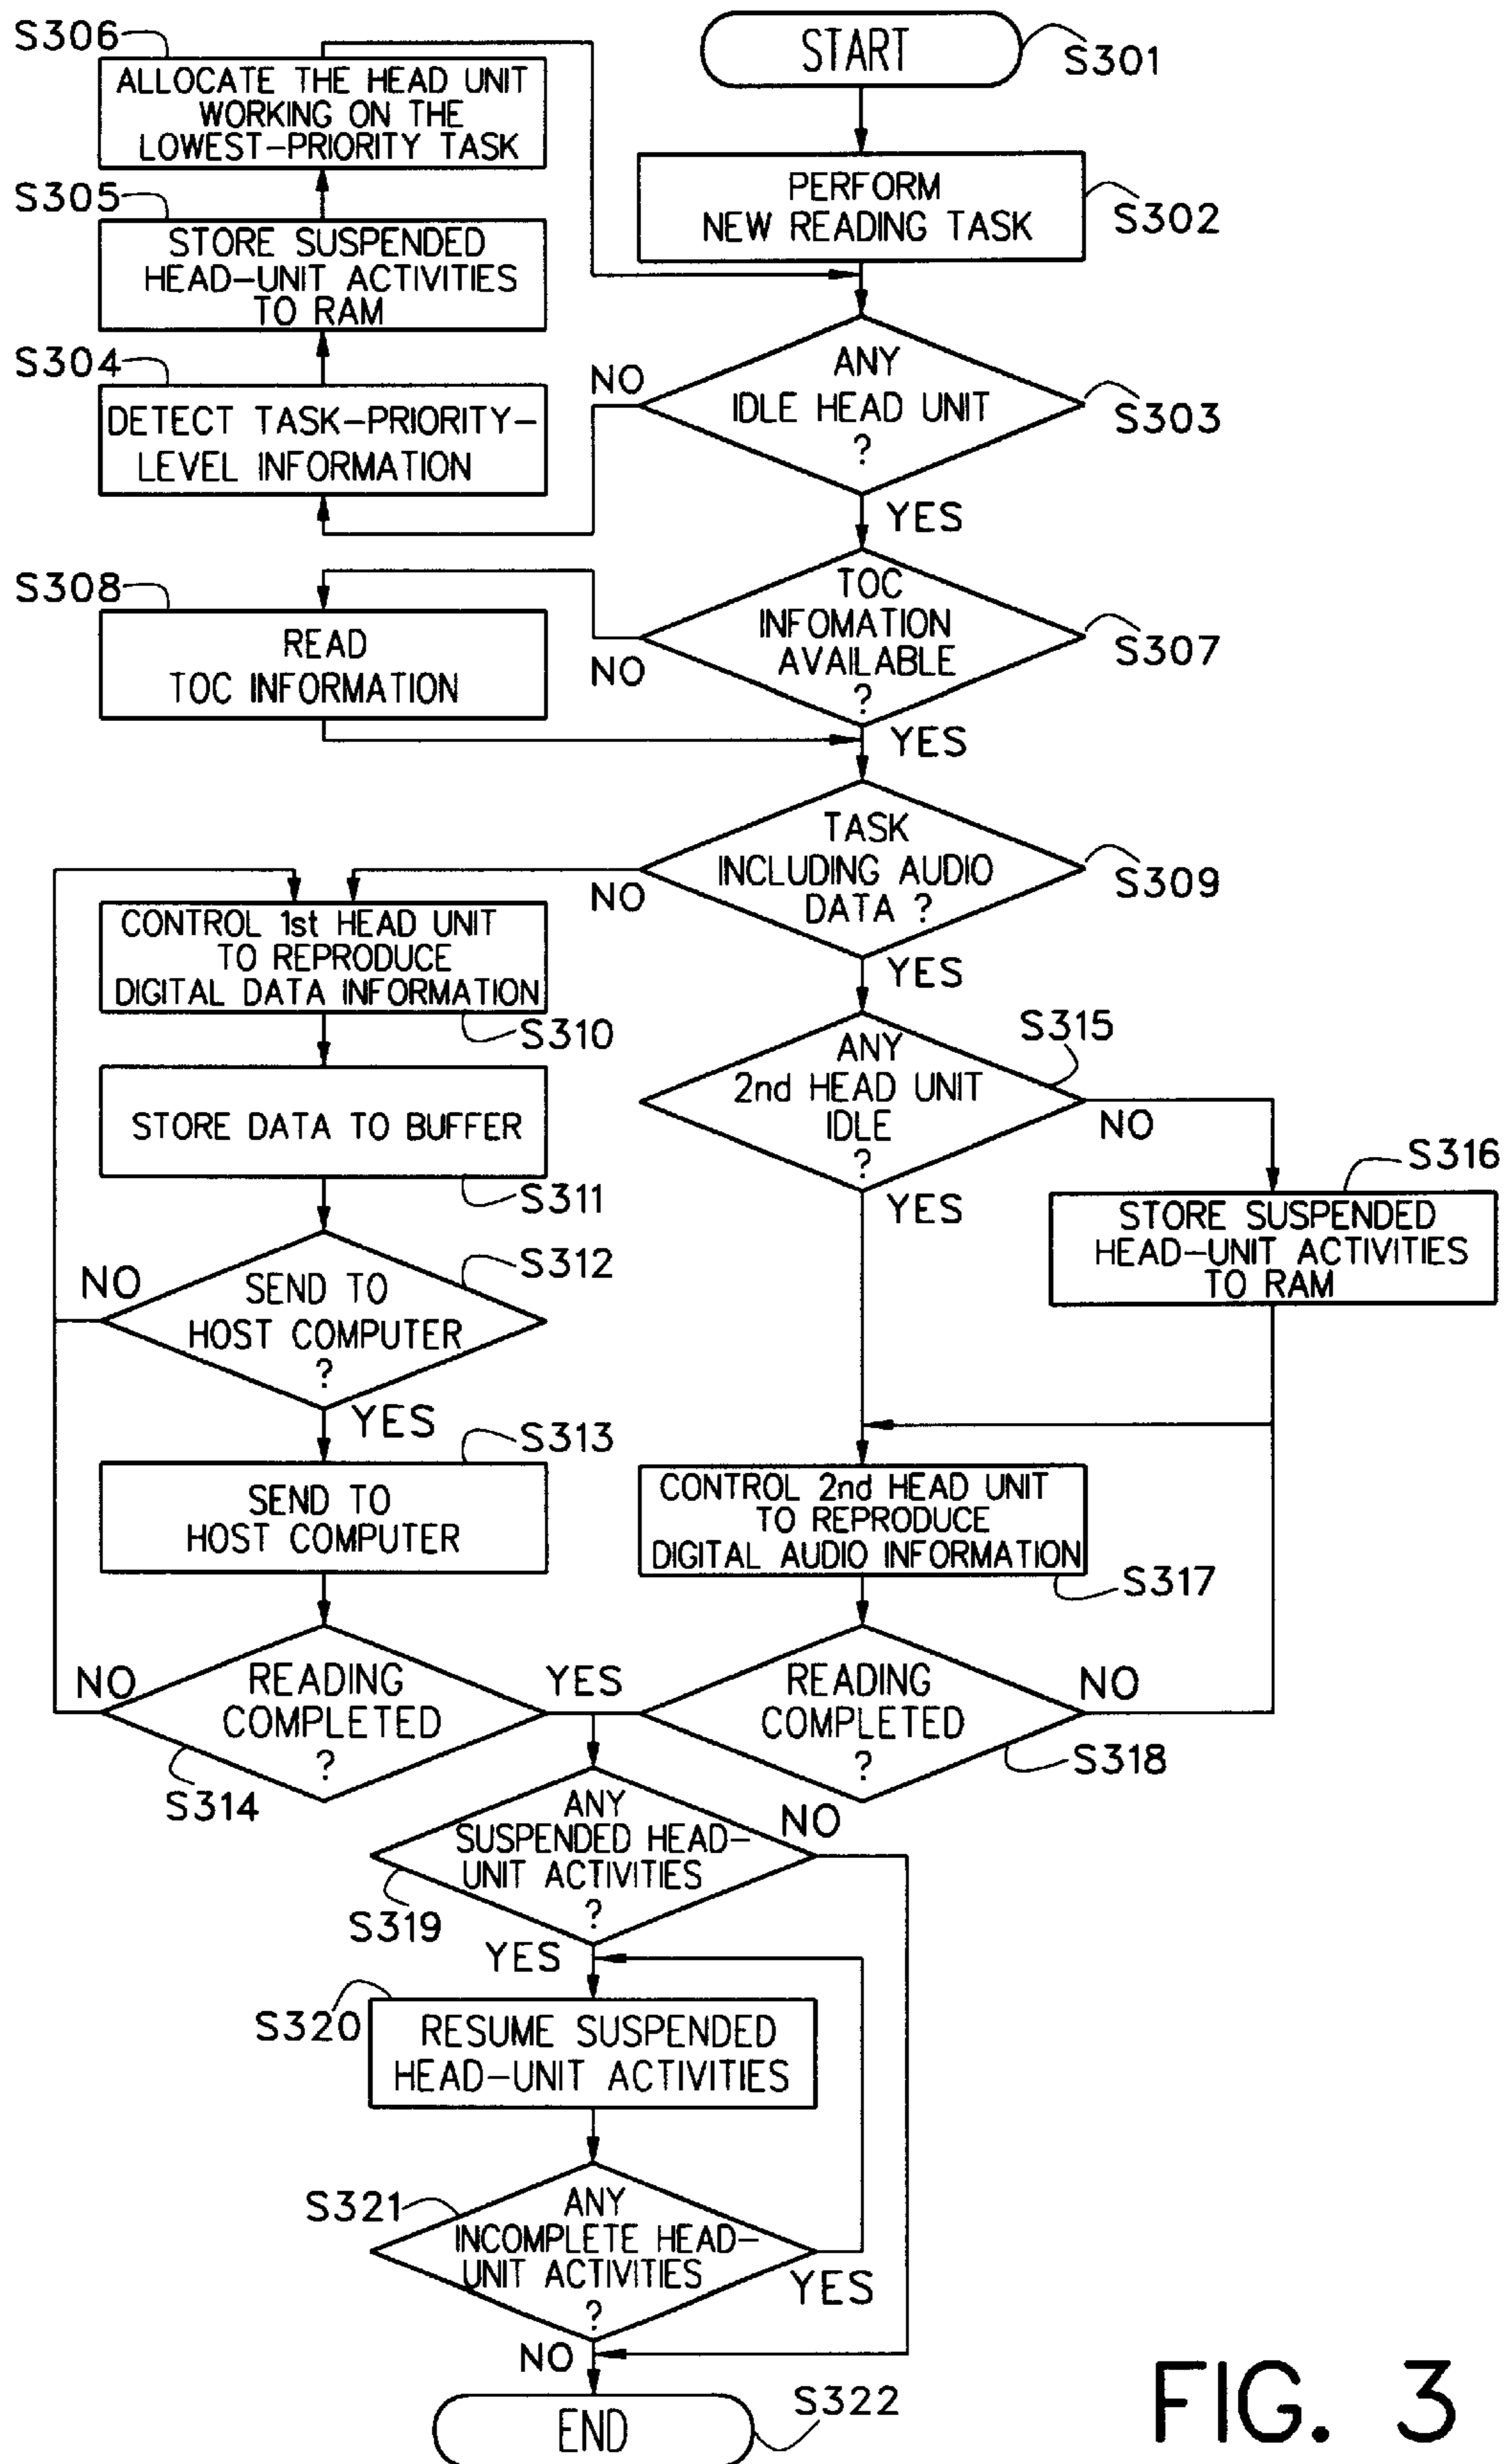 START
S301
PERFORM
NEW READING TASK
S302
ANY
IDLE HEAD UNIT
?
S303
NO
YES
S304
DETECT TASK-PRIORITY-
LEVEL INFORMATION
S305
STORE SUSPENDED
HEAD-UNIT ACTIVITIES
TO RAM
S306
ALLOCATE THE HEAD UNIT
WORKING ON THE
LOWEST-PRIORITY TASK
TOC
INFOMATION
AVAILABLE
?
S307
NO
YES
S308
READ
TOC INFORMATION
TASK
INCLUDING AUDIO
DATA ?
S309
NO
YES
CONTROL 1st HEAD UNIT
TO REPRODUCE
DIGITAL DATA INFORMATION
S310
STORE DATA TO BUFFER
S311
SEND TO
HOST COMPUTER
?
S312
NO
YES
SEND TO
HOST COMPUTER
S313
READING
COMPLETED
?
S314
NO
YES
ANY
2nd HEAD UNIT
IDLE
?
S315
NO
YES
S316
STORE SUSPENDED
HEAD-UNIT ACTIVITIES
TO RAM
CONTROL 2nd HEAD UNIT
TO REPRODUCE
DIGITAL AUDIO INFORMATION
S317
READING
COMPLETED
?
NO
S318
ANY
SUSPENDED HEAD-
UNIT ACTIVITIES
?
S319
NO
YES
S320
RESUME SUSPENDED
HEAD-UNIT ACTIVITIES
S321
ANY
INCOMPLETE HEAD-
UNIT ACTIVITIES
?
YES
NO
END
S322
FIG. 3